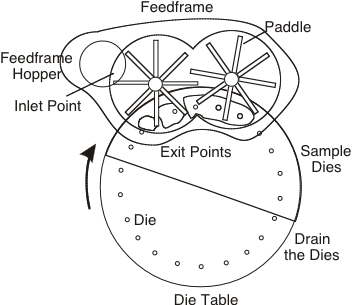 Feedframe
Paddle
Feedframe
Hopper
Inlet Point
Exit Points
Sample
Dies
Die
Drain
the Dies
Die Table